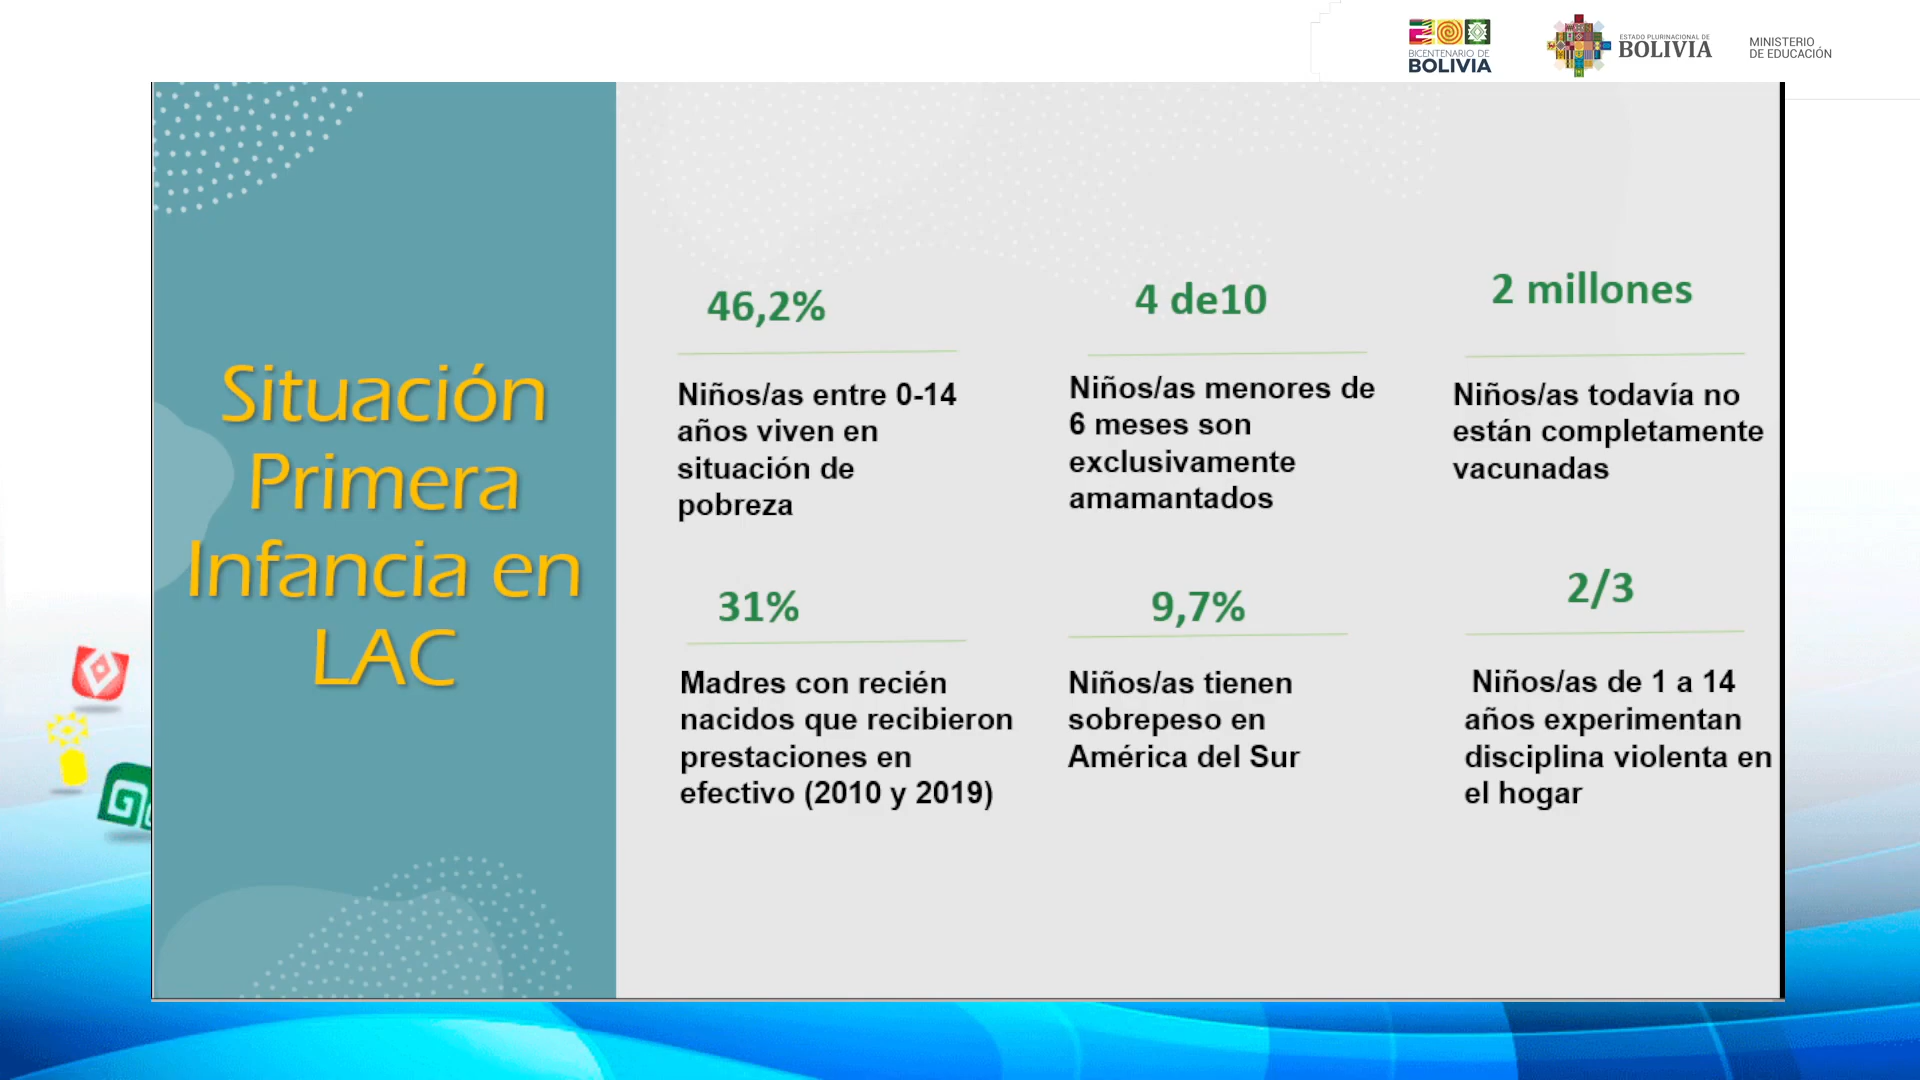 BICENTENARIO DE
BOLIVIA
ESTADO PLURINACIONAL DE
BOLIVIA
MINISTERIO
DE EDUCACIÓN
Situación
Primera
Infancia en
LAC
46,2%
Niños/as entre 0-14
años viven en
situación de
pobreza
4 de10
Niños/as menores de
6 meses son
exclusivamente
amamantados
2 millones
Niños/as todavía no
están completamente
vacunadas
31%
Madres con recién
nacidos que recibieron
prestaciones en
efectivo (2010 y 2019)
9,7%
Niños/as tienen
sobrepeso en
América del Sur
2/3
Niños/as de 1 a 14
años experimentan
disciplina violenta en
el hogar